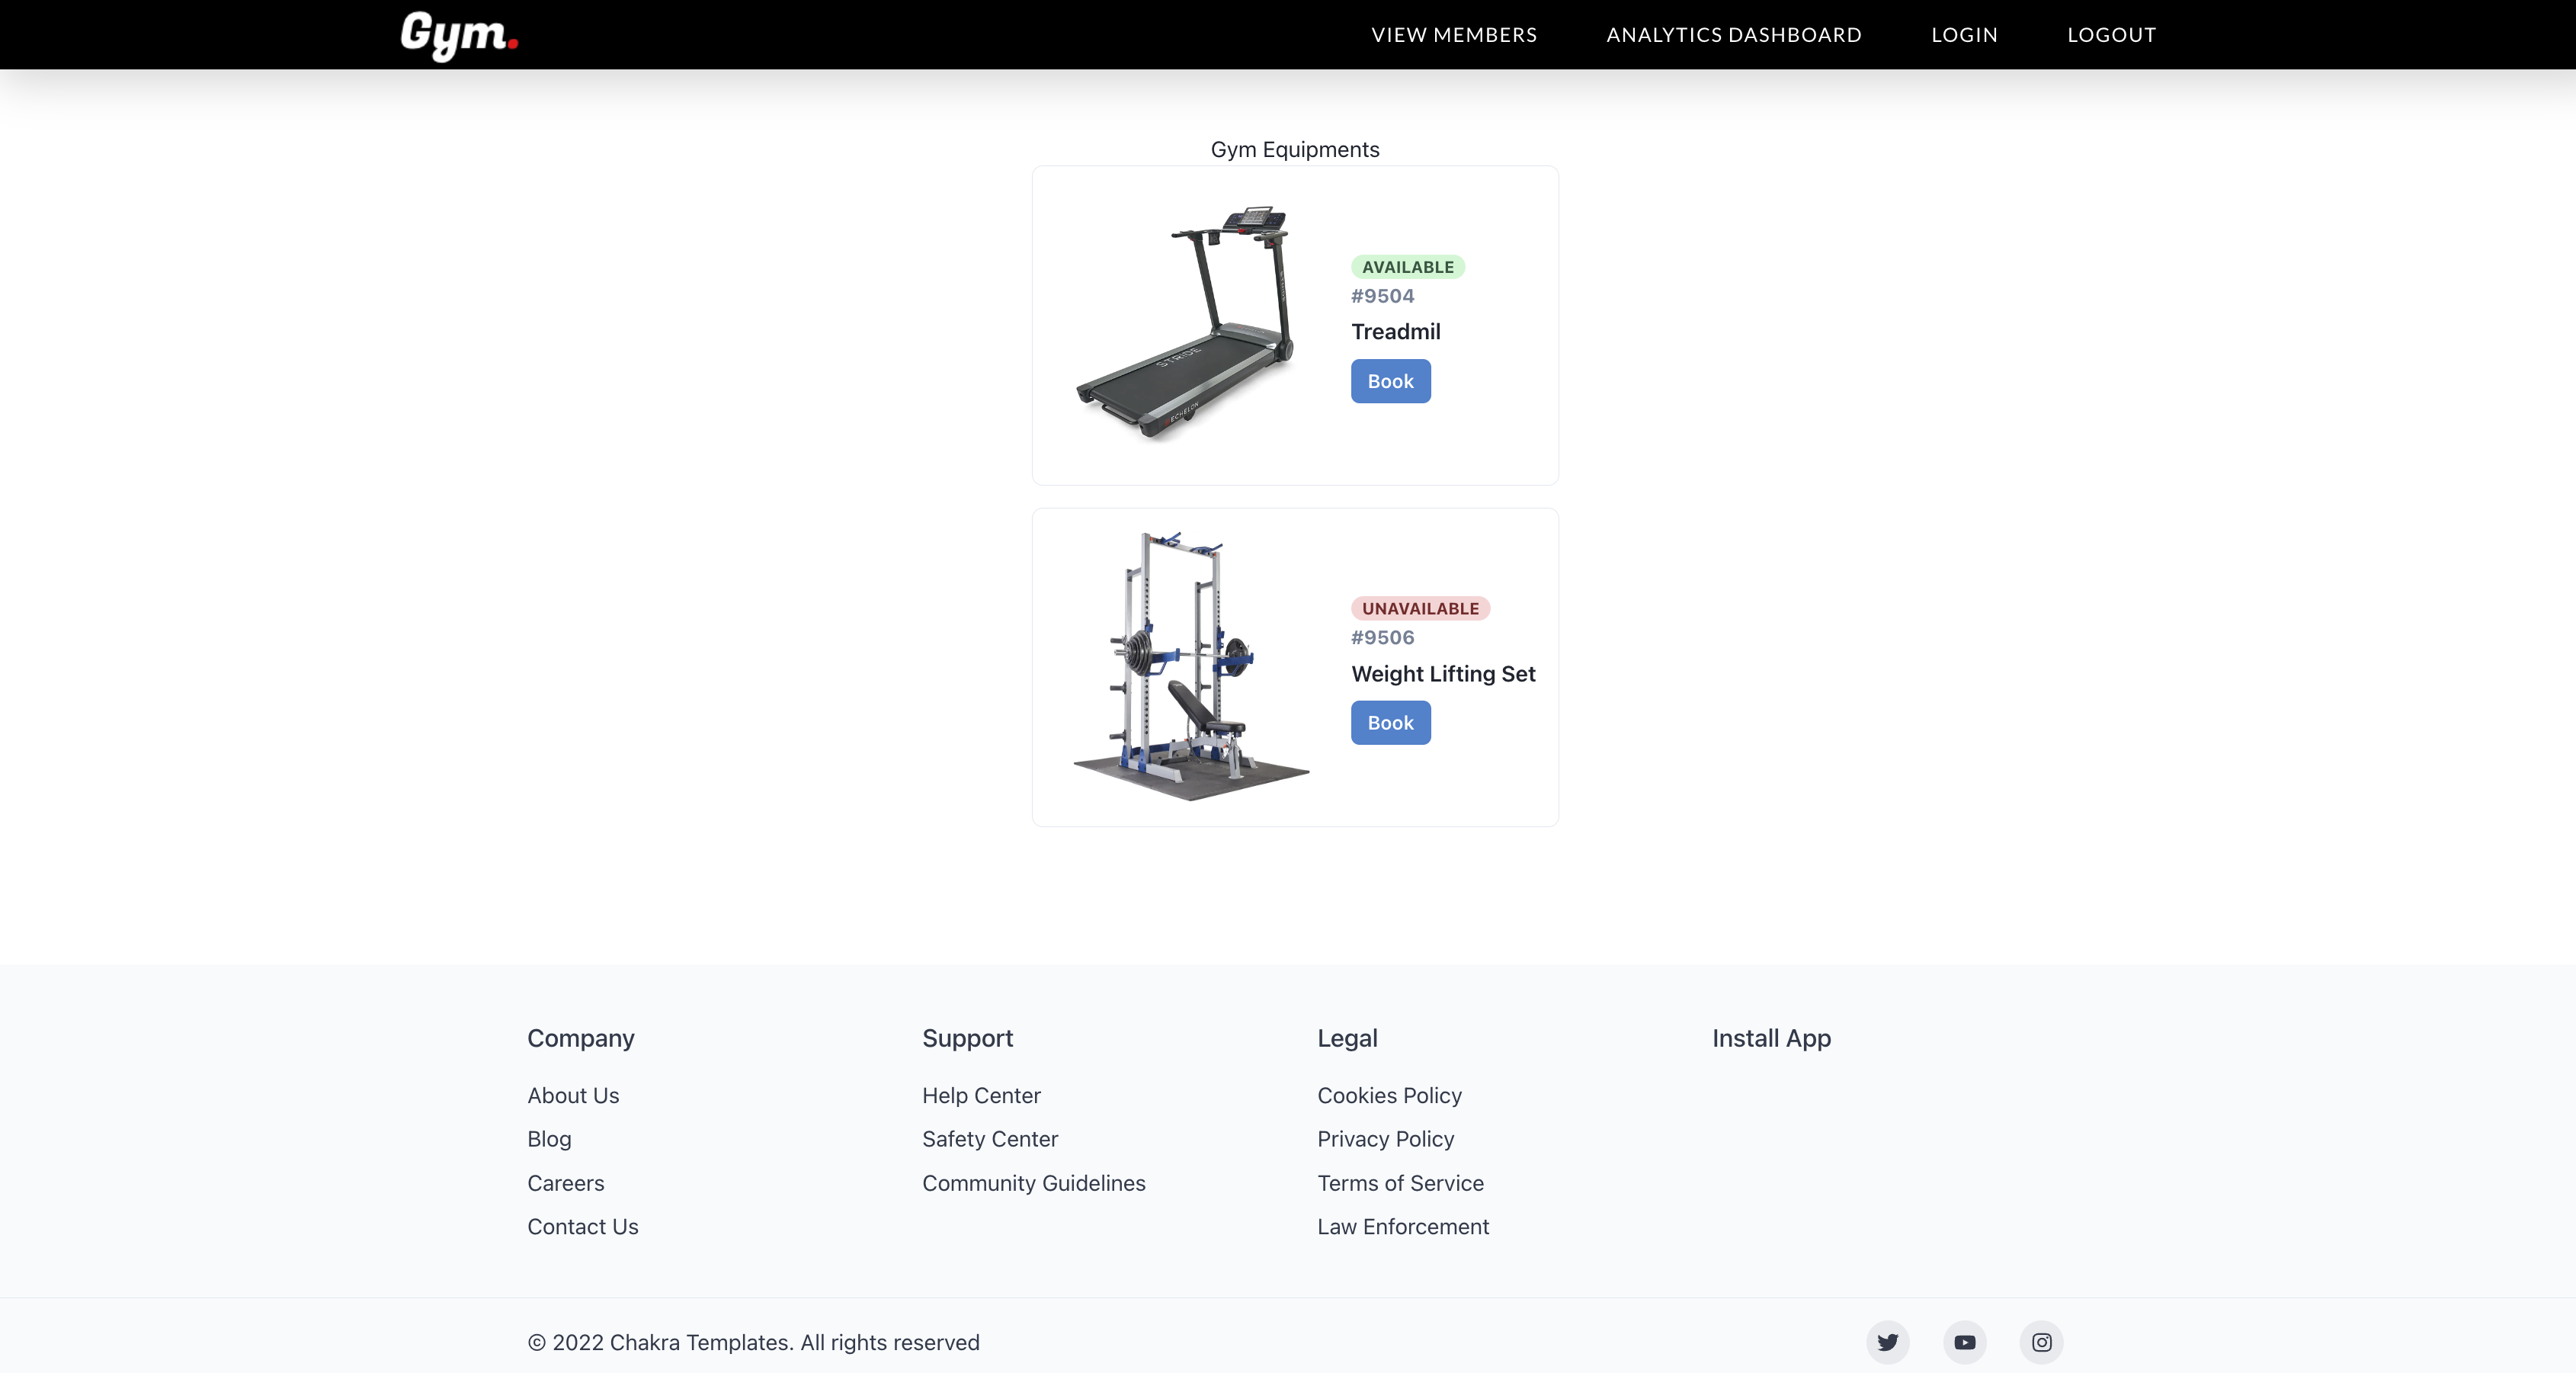 Gym.
VIEW MEMBERS
ANALYTICS DASHBOARD
LOGIN
LOGOUT
Gym Equipments
STRIDE
ECHELON
AVAILABLE
#9504
Treadmil
Book
UNAVAILABLE
#9506
Weight Lifting Set
Book
Company
About Us
Blog
Careers
Contact Us
Support
Help Center
Safety Center
Community Guidelines
Legal
Cookies Policy
Privacy Policy
Terms of Service
Law Enforcement
Install App
© 2022 Chakra Templates. All rights reserved